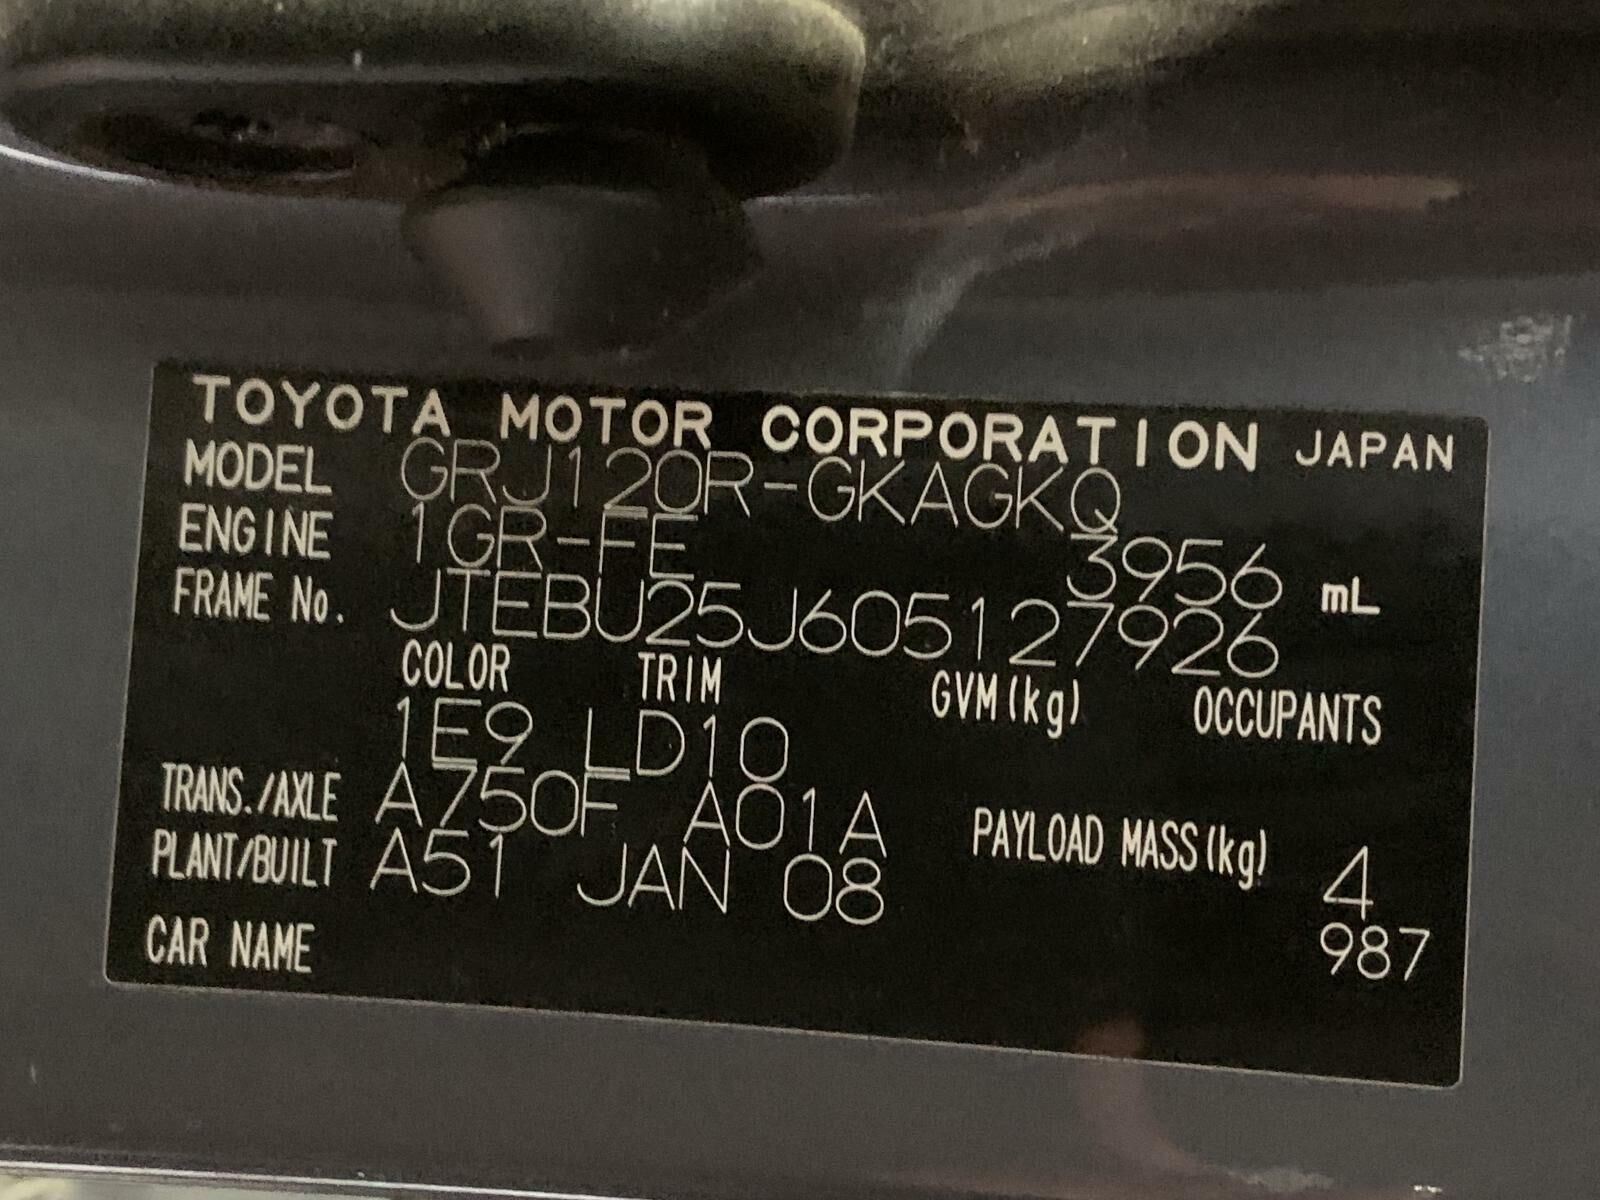 TOYOTA MOTOR CORPORATION JAPAN
MODEL GRJ120R-GKAGKQ
ENGINE 1GR-FE 3956 mL
FRAME No. JTEBU25J605127926
COLOR TRIM GVM(kg) OCCUPANTS
1E9 LD10
TRANS./AXLE A750F A01A PAYLOAD MASS(kg) 4
PLANT/BUILT A51 JAN 08 987
CAR NAME